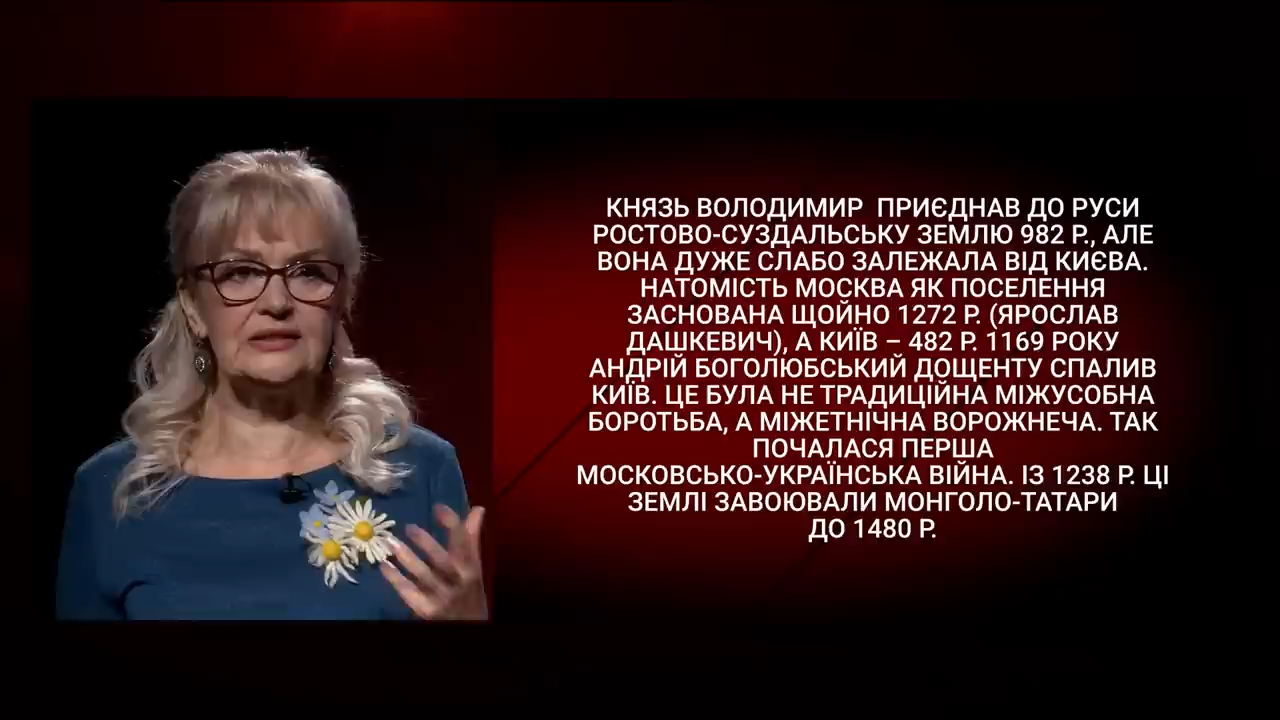 КНЯЗЬ ВОЛОДИМИР ПРИЄДНАВ ДО РУСИ
РОСТОВО-СУЗДАЛЬСЬКУ ЗЕМЛЮ 982 Р., АЛЕ
ВОНА ДУЖЕ СЛАБО ЗАЛЕЖАЛА ВІД КИЄВА.
НАТОМІСТЬ МОСКВА ЯК ПОСЕЛЕННЯ
ЗАСНОВАНА ЩОЙНО 1272 Р. (ЯРОСЛАВ
ДАШКЕВИЧ), А КИЇВ – 482 Р. 1169 РОКУ
АНДРІЙ БОГОЛЮБСЬКИЙ ДОЩЕНТУ СПАЛИВ
КИЇВ. ЦЕ БУЛА НЕ ТРАДИЦІЙНА МІЖУСОБНА
БОРОТЬБА, А МІЖЕТНІЧНА ВОРОЖНЕЧА. ТАК
ПОЧАЛАСЯ ПЕРША
МОСКОВСЬКО-УКРАЇНСЬКА ВІЙНА. ІЗ 1238 Р. ЦІ
ЗЕМЛІ ЗАВОЮВАЛИ МОНГОЛО-ТАТАРИ
ДО 1480 Р.